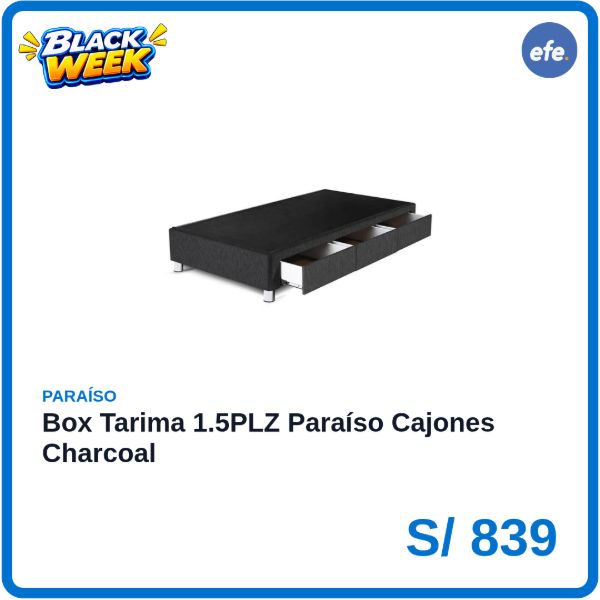 BLACK
WEEK
efe.
PARAÍSO
Box Tarima 1.5PLZ Paraíso Cajones
Charcoal
S/ 839